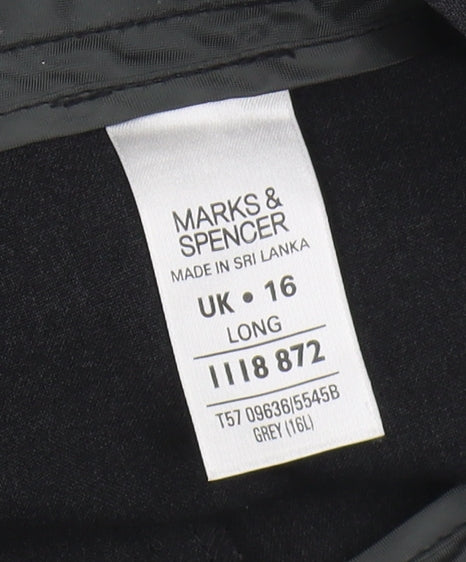 MARKS &
SPENCER
MADE IN SRI LANKA
UK • 16
LONG
1118 872
T57 09636/5545B
GREY (16L)